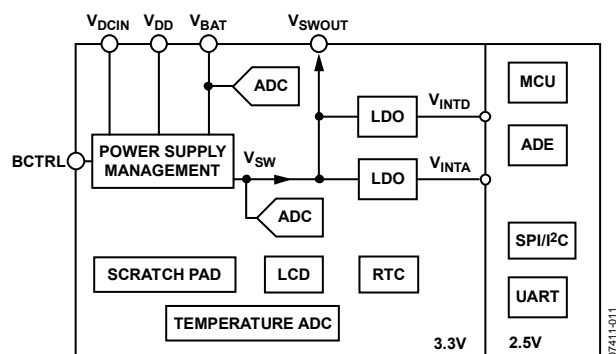 VDCIN VDD VBAT VSWOUT
ADC
MCU
LDO
VINTD
ADE
BCTRL
POWER SUPPLY
MANAGEMENT
VSW
LDO
VINTA
ADC
SPI/I2C
SCRATCH PAD
LCD
RTC
UART
TEMPERATURE ADC
3.3V
2.5V
07411-011